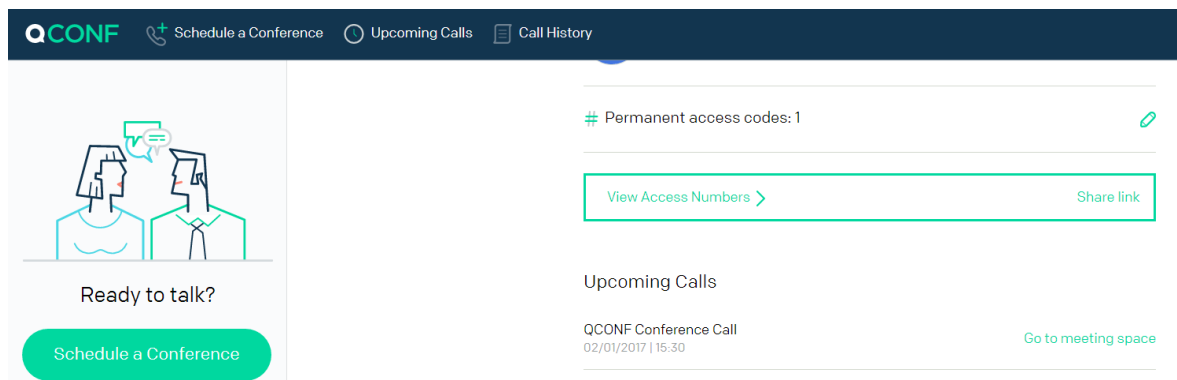 QCONF Schedule a Conference Upcoming Calls Call History
# Permanent access codes: 1
View Access Numbers > Share link
Ready to talk?
Schedule a Conference
Upcoming Calls
QCONF Conference Call
02/01/2017 | 15:30
Go to meeting space